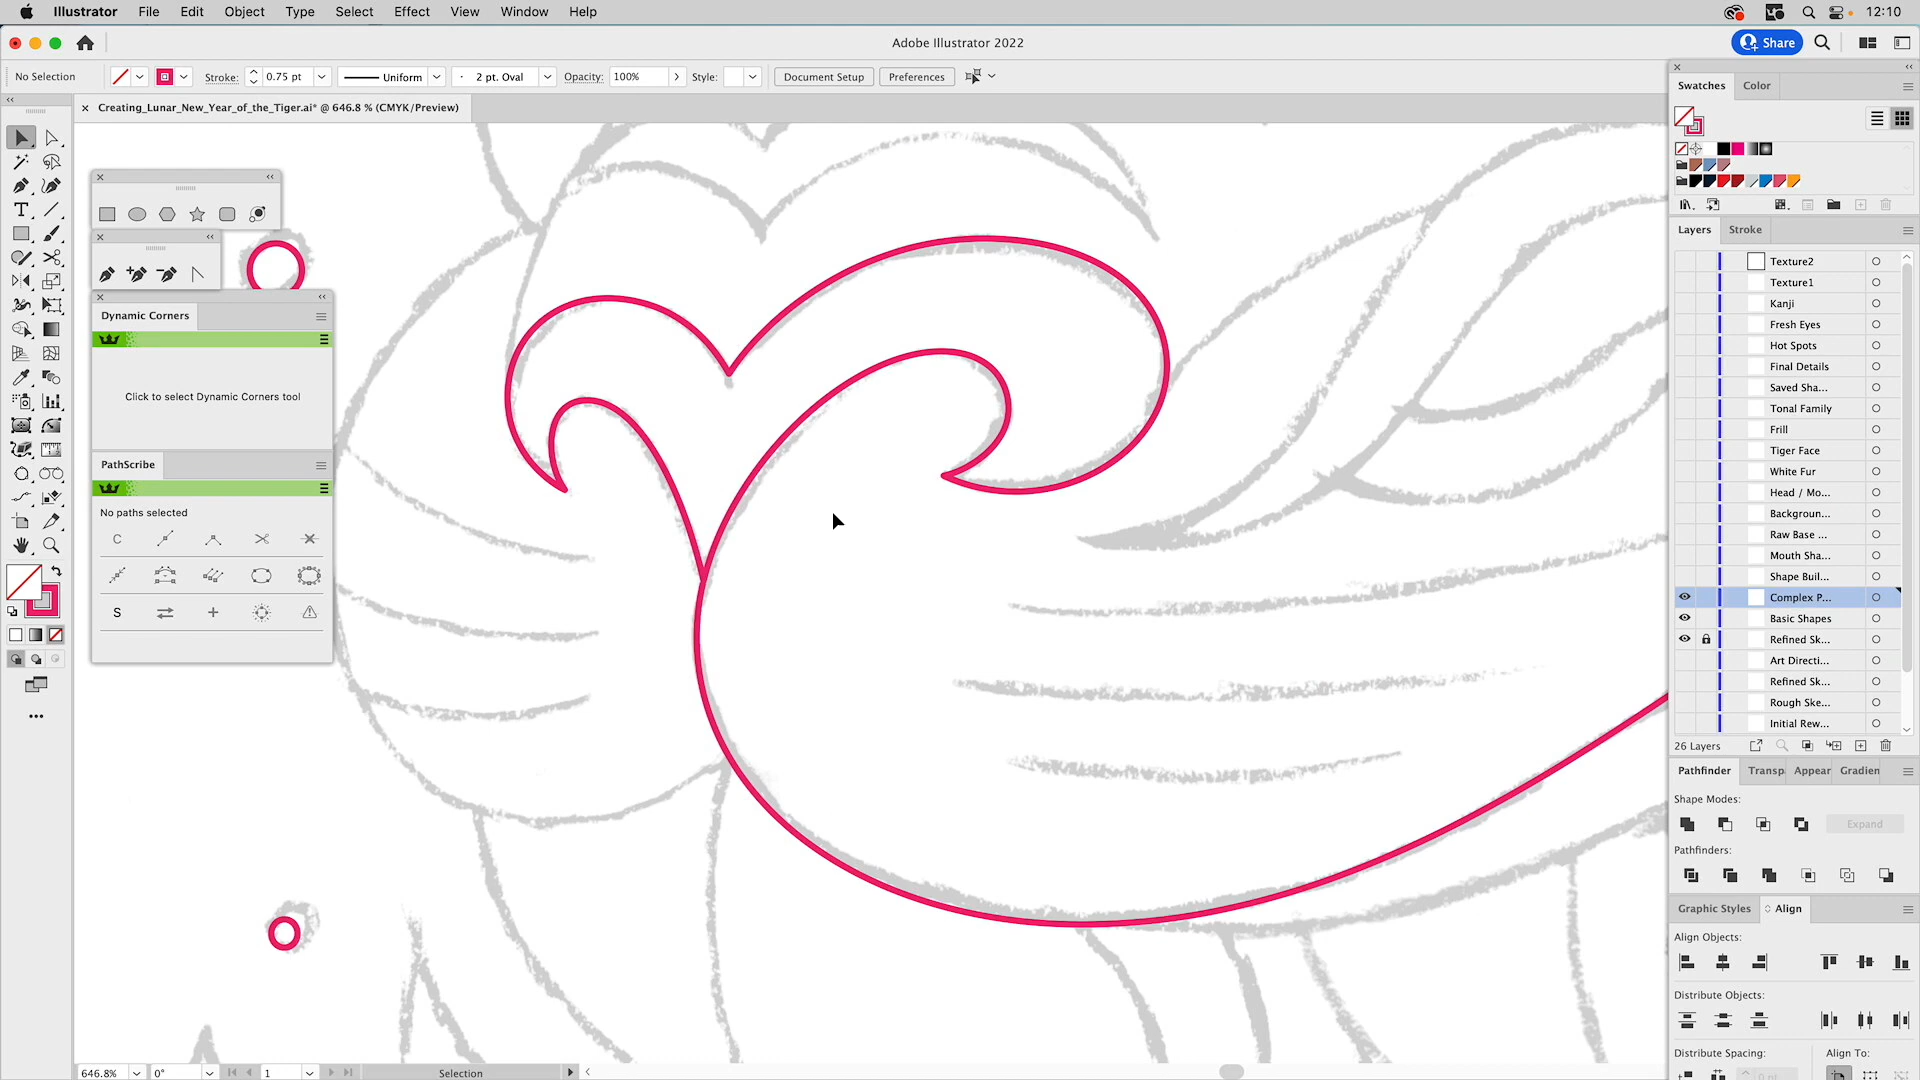 Illustrator File Edit Object Type Select Effect View Window Help 12:10
Adobe Illustrator 2022 Share
No Selection Stroke: 0.75 pt Uniform 2 pt. Oval Opacity: 100% Style: Document Setup Preferences
Creating_Lunar_New_Year_of_the_Tiger.ai* @ 646.8 % (CMYK/Preview)
Swatches Color
Dynamic Corners
Click to select Dynamic Corners tool
PathScribe
No paths selected
C
S
Layers Stroke
Texture2
Texture1
Kanji
Fresh Eyes
Hot Spots
Final Details
Saved Sha...
Tonal Family
Frill
Tiger Face
White Fur
Head / Mo...
Backgroun...
Raw Base ...
Mouth Sha...
Shape Buil...
Complex P...
Basic Shapes
Refined Sk...
Art Directi...
Refined Sk...
Rough Ske...
Initial Rew...
26 Layers
Pathfinder Transp Appear Gradien
Shape Modes:
Expand
Pathfinders:
Graphic Styles Align
Align Objects:
Distribute Objects:
Distribute Spacing: Align To:
646.8% 0° 1 Selection